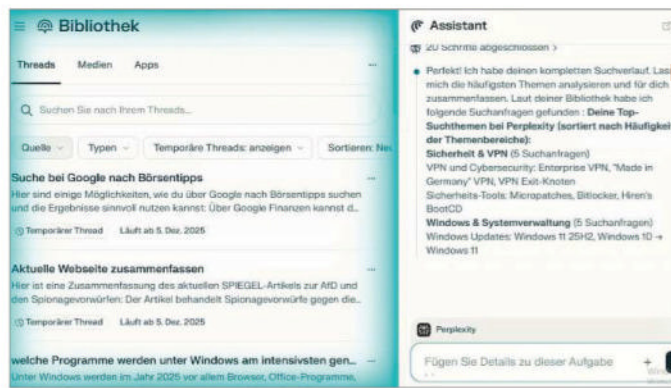 Bibliothek
Threads Medien Apps
Suchen Sie nach Ihrem Threads...
Quelle Typen Temporäre Threads: anzeigen Sortieren: Neu
Suche bei Google nach Börsentipps
Hier sind einige Möglichkeiten, wie du über Google nach Börsentipps suchen
und die Ergebnisse sinnvoll nutzen kannst: Über Google Finanzen kannst d...
Temporärer Thread Läuft ab 5. Dez. 2025
Aktuelle Webseite zusammenfassen
Hier ist eine Zusammenfassung des aktuellen SPIEGEL-Artikels zur AfD und
den Spionagevorwürfen: Der Artikel behandelt Spionagevorwürfe gegen die...
Temporärer Thread Läuft ab 5. Dez. 2025
welche Programme werden unter Windows am intensivsten gen...
Unter Windows werden im Jahr 2025 vor allem Browser, Office-Programme,
Assistant
20 Schritte abgeschlossen >
Perfekt! Ich habe deinen kompletten Suchverlauf. Lass
mich die häufigsten Themen analysieren und für dich
zusammenfassen. Laut deiner Bibliothek habe ich
folgende Suchanfragen gefunden : Deine Top-
Suchthemen bei Perplexity (sortiert nach Häufigkeit
der Themenbereiche):
Sicherheit & VPN (5 Suchanfragen)
VPN und Cybersecurity: Enterprise VPN, "Made in
Germany" VPN, VPN Exit-Knoten
Sicherheits-Tools: Micropatches, Bitlocker, Hiren's
BootCD
Windows & Systemverwaltung (5 Suchanfragen)
Windows Updates: Windows 11 25H2, Windows 10 →
Windows 11
Perplexity
Fügen Sie Details zu dieser Aufgabe